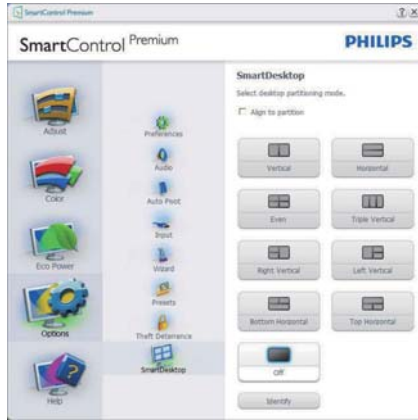 SmartControl Premium
SmartControl Premium
PHILIPS
Adjust
Color
Eco Power
Options
Help
Preferences
Audio
Auto Pivot
Input
Wizard
Presets
Theft Deterrence
SmartDesktop
SmartDesktop
Select desktop partitioning mode.
Align to partition
Vertical
Horizontal
Even
Triple Vertical
Right Vertical
Left Vertical
Bottom Horizontal
Top Horizontal
Off
Identify